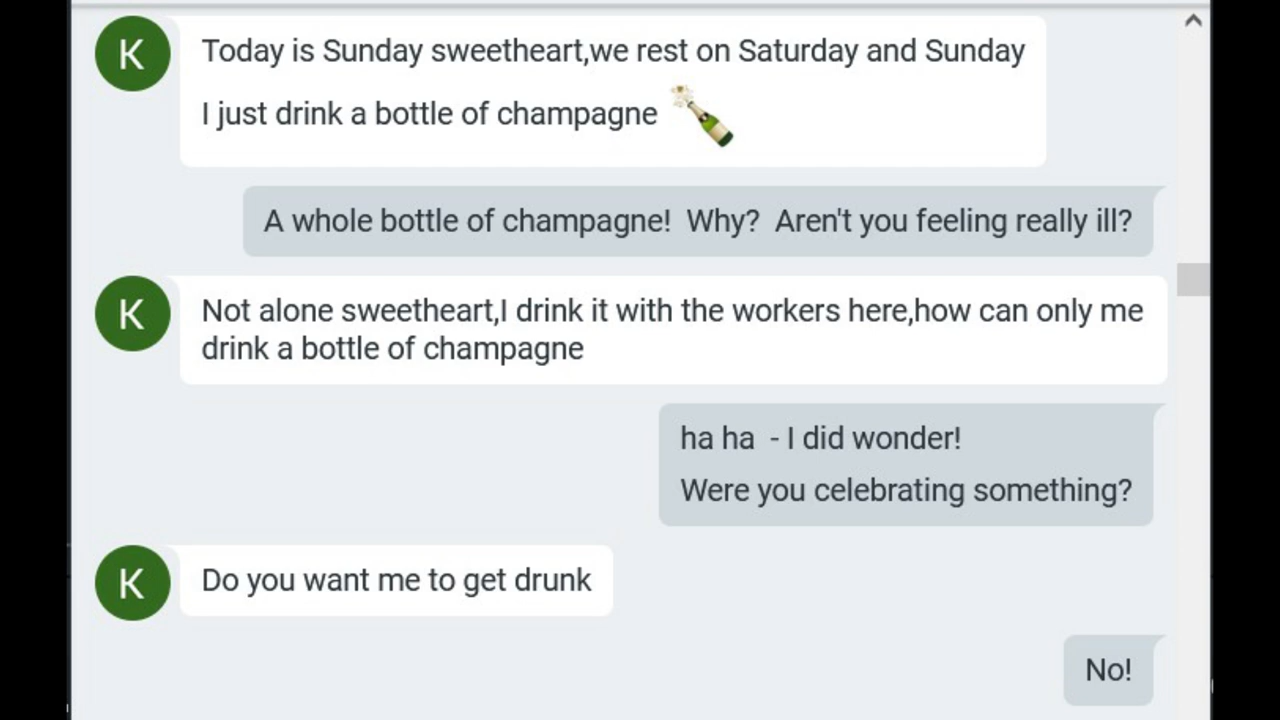 K
Today is Sunday sweetheart,we rest on Saturday and Sunday
I just drink a bottle of champagne
A whole bottle of champagne!  Why?  Aren't you feeling really ill?
K
Not alone sweetheart,I drink it with the workers here,how can only me
drink a bottle of champagne
ha ha  - I did wonder!
Were you celebrating something?
K
Do you want me to get drunk
No!